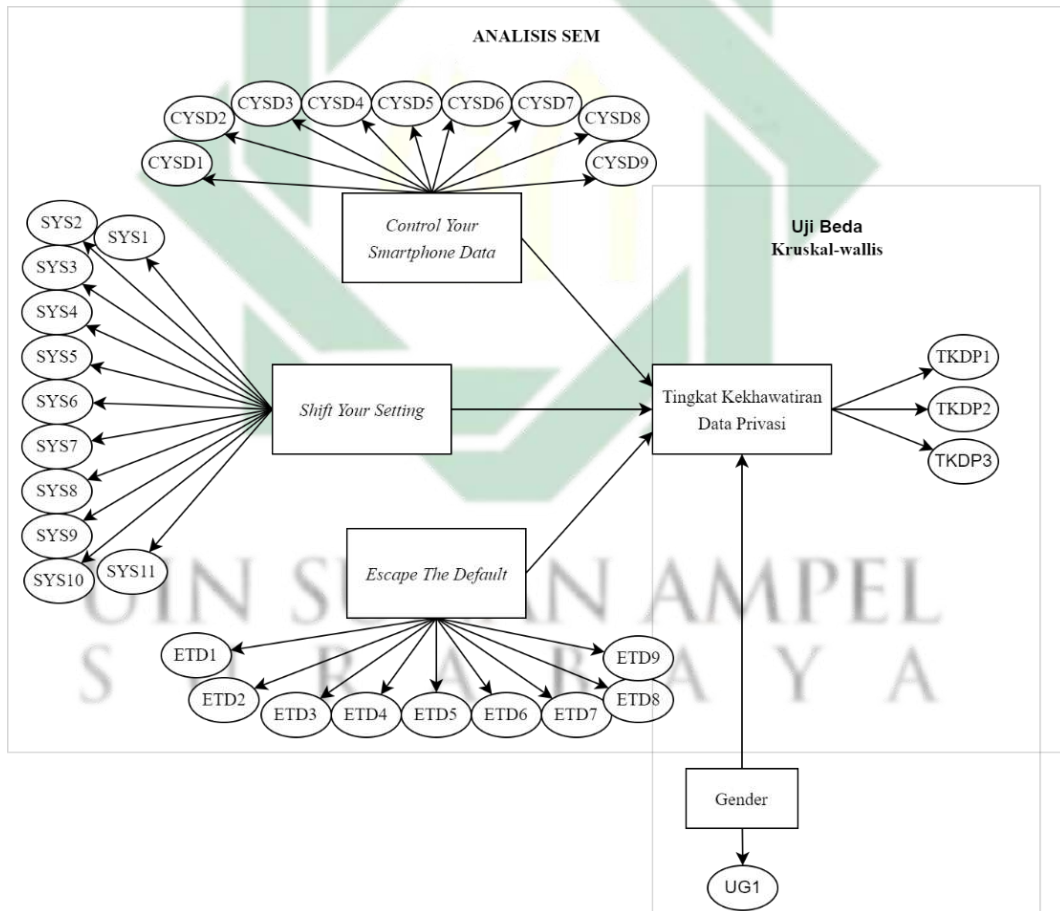 ANALISIS SEM
CYSD3 CYSD4 CYSD5 CYSD6 CYSD7
CYSD2 CYSD8
CYSD1 CYSD9
Control Your
Smartphone Data
Uji Beda
Kruskal-wallis
SYS2
SYS1
SYS3
SYS4
SYS5
SYS6
SYS7
SYS8
SYS9
SYS10
SYS11
Shift Your Setting
Tingkat Kekhawatiran
Data Privasi
TKDP1
TKDP2
TKDP3
Escape The Default
ETD1
ETD2
ETD3
ETD4
ETD5
ETD6
ETD7
ETD8
ETD9
Gender
UG1
UIN SUNAN AMPEL
SURABAYA